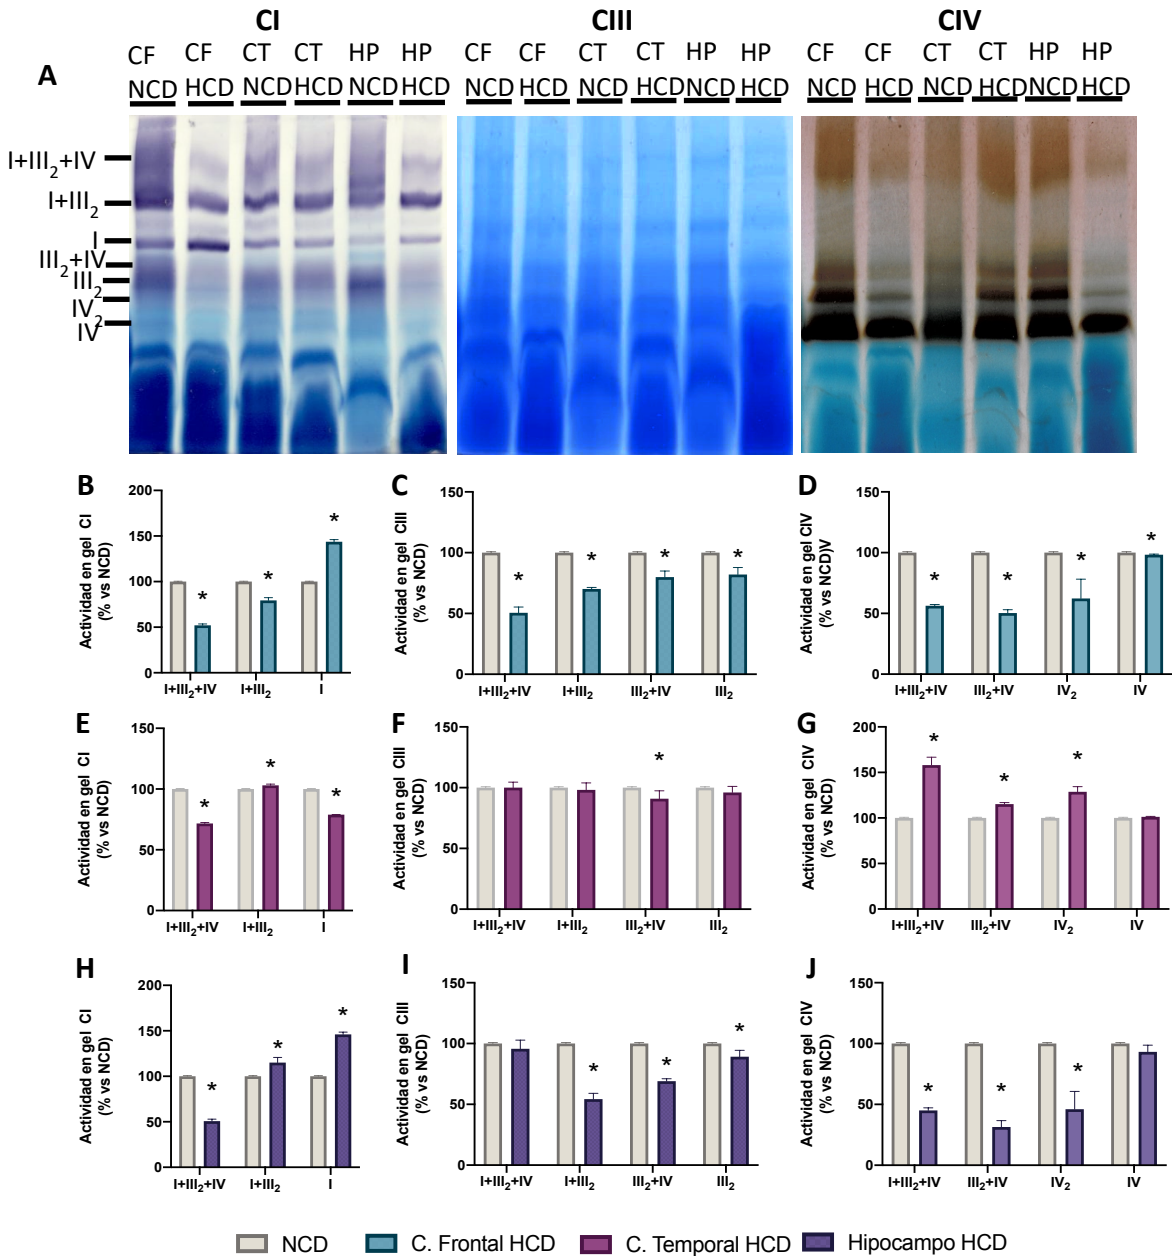 CI CIII CIV
CF CF CT CT HP HP CF CF CT CT HP HP CF CF CT CT HP HP
A
NCD HCD NCD HCD NCD HCD NCD HCD NCD HCD NCD HCD NCD HCD NCD HCD NCD HCD
I+III2+IV
I+III2
I
III2+IV
III2
IV2
IV
B
Actividad en gel CI
(% vs NCD)
200
150
100
50
0
*
*
*
I+III2+IV I+III2 I
C
Actividad en gel CIII
(% vs NCD)
150
100
50
0
*
*
*
*
I+III2+IV I+III2 III2+IV III2
D
Actividad en gel CIV
(% vs NCD)V
150
100
50
0
*
*
*
*
I+III2+IV III2+IV IV2 IV
E
Actividad en gel CI
(% vs NCD)
150
100
50
0
*
*
*
I+III2+IV I+III2 I
F
Actividad en gel CIII
(% vs NCD)
150
100
50
0
*
I+III2+IV I+III2 III2+IV III2
G
Actividad en gel CIV
(% vs NCD)
200
150
100
50
0
*
*
*
I+III2+IV III2+IV IV2 IV
H
Actividad en gel CI
(% vs NCD)
200
150
100
50
0
*
*
*
I+III2+IV I+III2 I
I
Actividad en gel CIII
(% vs NCD)
150
100
50
0
*
*
*
I+III2+IV I+III2 III2+IV III2
J
Actividad en gel CIV
(% vs NCD)
150
100
50
0
*
*
*
I+III2+IV III2+IV IV2 IV
NCD C. Frontal HCD C. Temporal HCD Hipocampo HCD